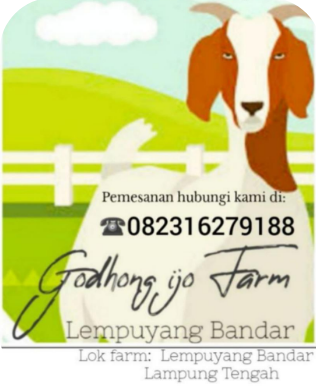 Pemesanan hubungi kami di:
☎082316279188
Godhong ijo Farm
Lempuyang Bandar
Lok farm: Lempuyang Bandar
Lampung Tengah